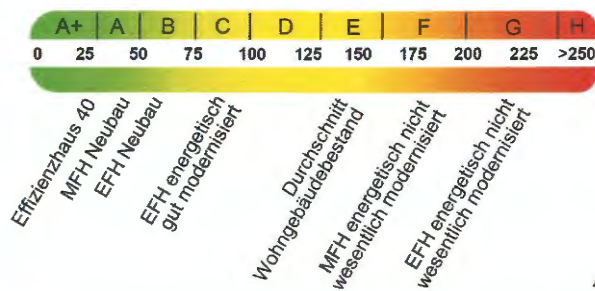 A+ A B C D E F G H
0 25 50 75 100 125 150 175 200 225 >250
Effizienzhaus 40
MFH Neubau
EFH Neubau
EFH energetisch
gut modernisiert
Durchschnitt
Wohngebäudebestand
MFH energetisch nicht
wesentlich modernisiert
EFH energetisch nicht
wesentlich modernisiert